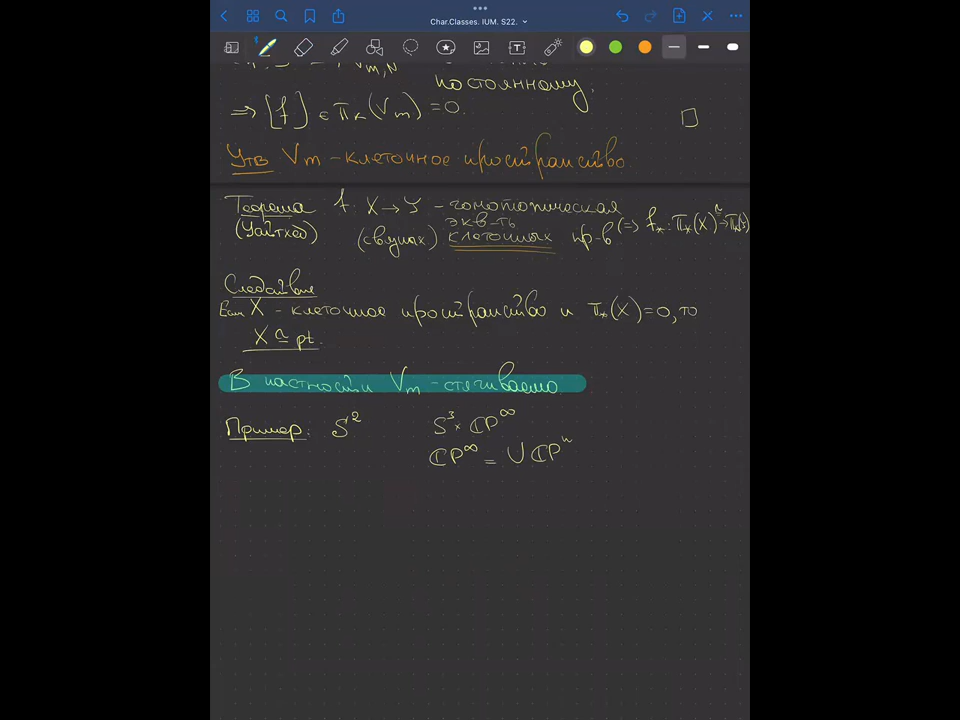 Char.Classes. IUM. S22.
V_{m,N}
постоянному.
⇒ [f] ∈ π_k(V_m) = 0. □
Утв V_m - клеточное пространство.
Теорема f: X → Y - гомотопическая
экв-ть
(Уайтхед) (связных) клеточных пр-в (⇒ f_*: π_*(X) ≅→ π_*(Y)
Следствие
Если X - клеточное пространство и π_*(X) = 0, то
X ≃ pt.
В частности V_m - стягиваемо.
Пример: S² S³ × ℂP^∞
ℂP^∞ = ∪ ℂPⁿ